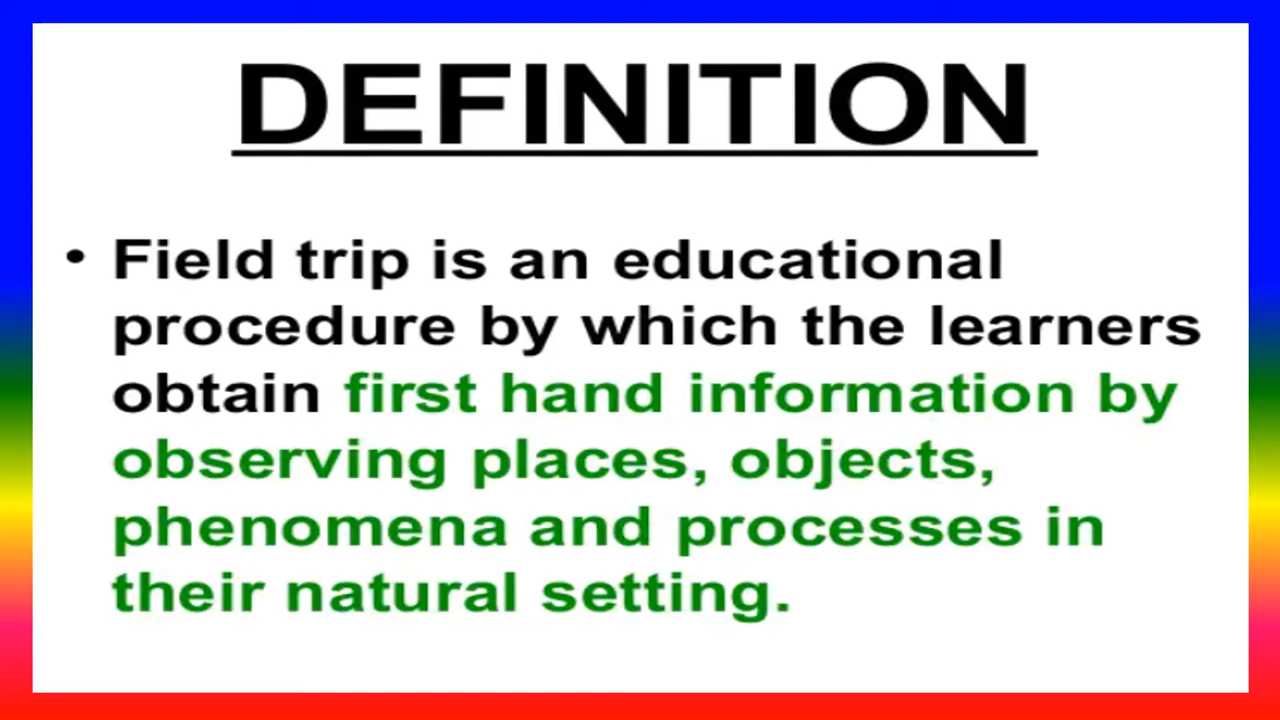 DEFINITION
• Field trip is an educational
procedure by which the learners
obtain first hand information by
observing places, objects,
phenomena and processes in
their natural setting.